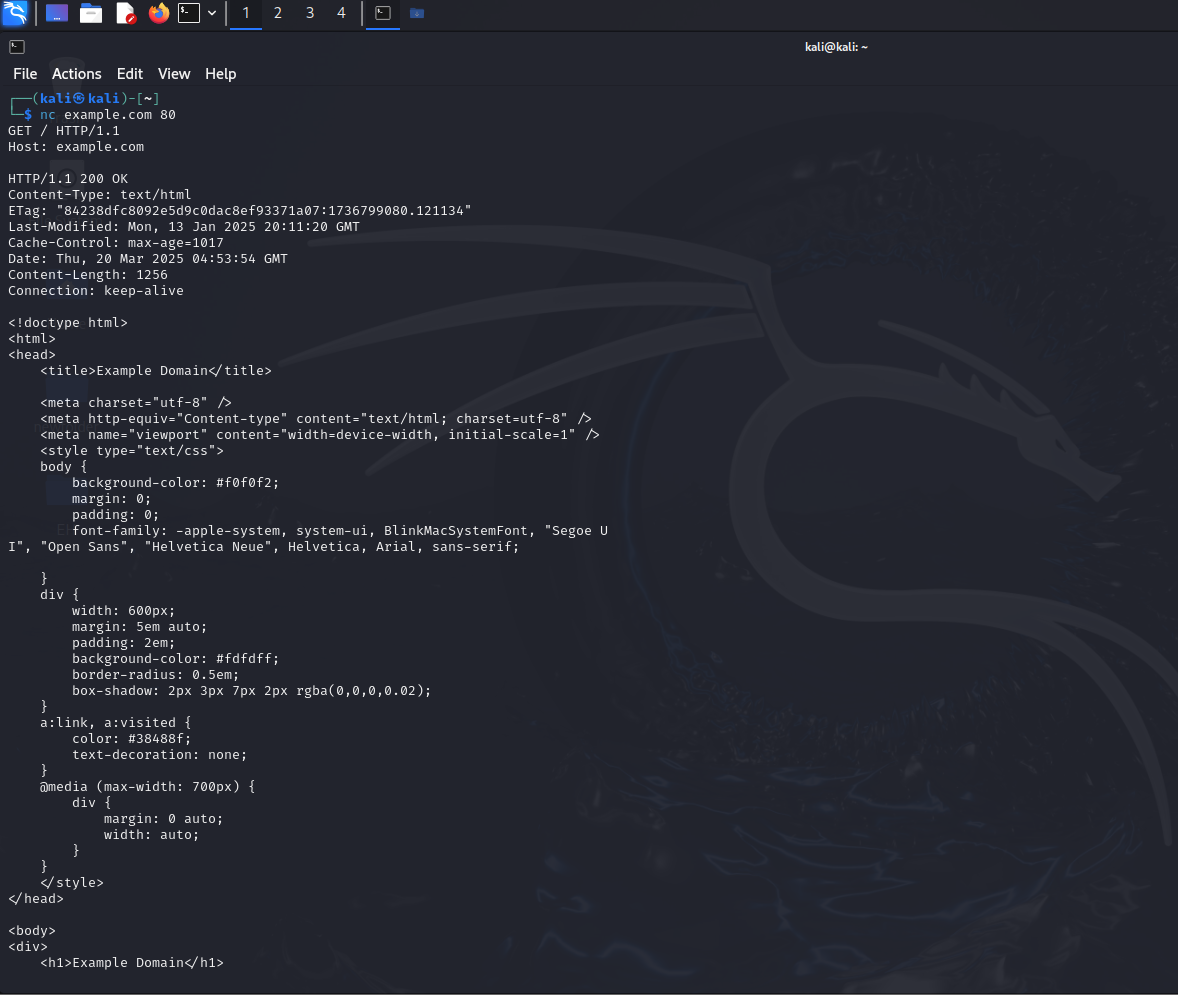 1 2 3 4
kali@kali: ~
File Actions Edit View Help
┌──(kali㉿kali)-[~]
└─$ nc example.com 80
GET / HTTP/1.1
Host: example.com

HTTP/1.1 200 OK
Content-Type: text/html
ETag: "84238dfc8092e5d9c0dac8ef93371a07:1736799080.121134"
Last-Modified: Mon, 13 Jan 2025 20:11:20 GMT
Cache-Control: max-age=1017
Date: Thu, 20 Mar 2025 04:53:54 GMT
Content-Length: 1256
Connection: keep-alive

<!doctype html>
<html>
<head>
    <title>Example Domain</title>

    <meta charset="utf-8" />
    <meta http-equiv="Content-type" content="text/html; charset=utf-8" />
    <meta name="viewport" content="width=device-width, initial-scale=1" />
    <style type="text/css">
    body {
        background-color: #f0f0f2;
        margin: 0;
        padding: 0;
        font-family: -apple-system, system-ui, BlinkMacSystemFont, "Segoe U
I", "Open Sans", "Helvetica Neue", Helvetica, Arial, sans-serif;

    }
    div {
        width: 600px;
        margin: 5em auto;
        padding: 2em;
        background-color: #fdfdff;
        border-radius: 0.5em;
        box-shadow: 2px 3px 7px 2px rgba(0,0,0,0.02);
    }
    a:link, a:visited {
        color: #38488f;
        text-decoration: none;
    }
    @media (max-width: 700px) {
        div {
            margin: 0 auto;
            width: auto;
        }
    }
    </style>
</head>

<body>
<div>
    <h1>Example Domain</h1>